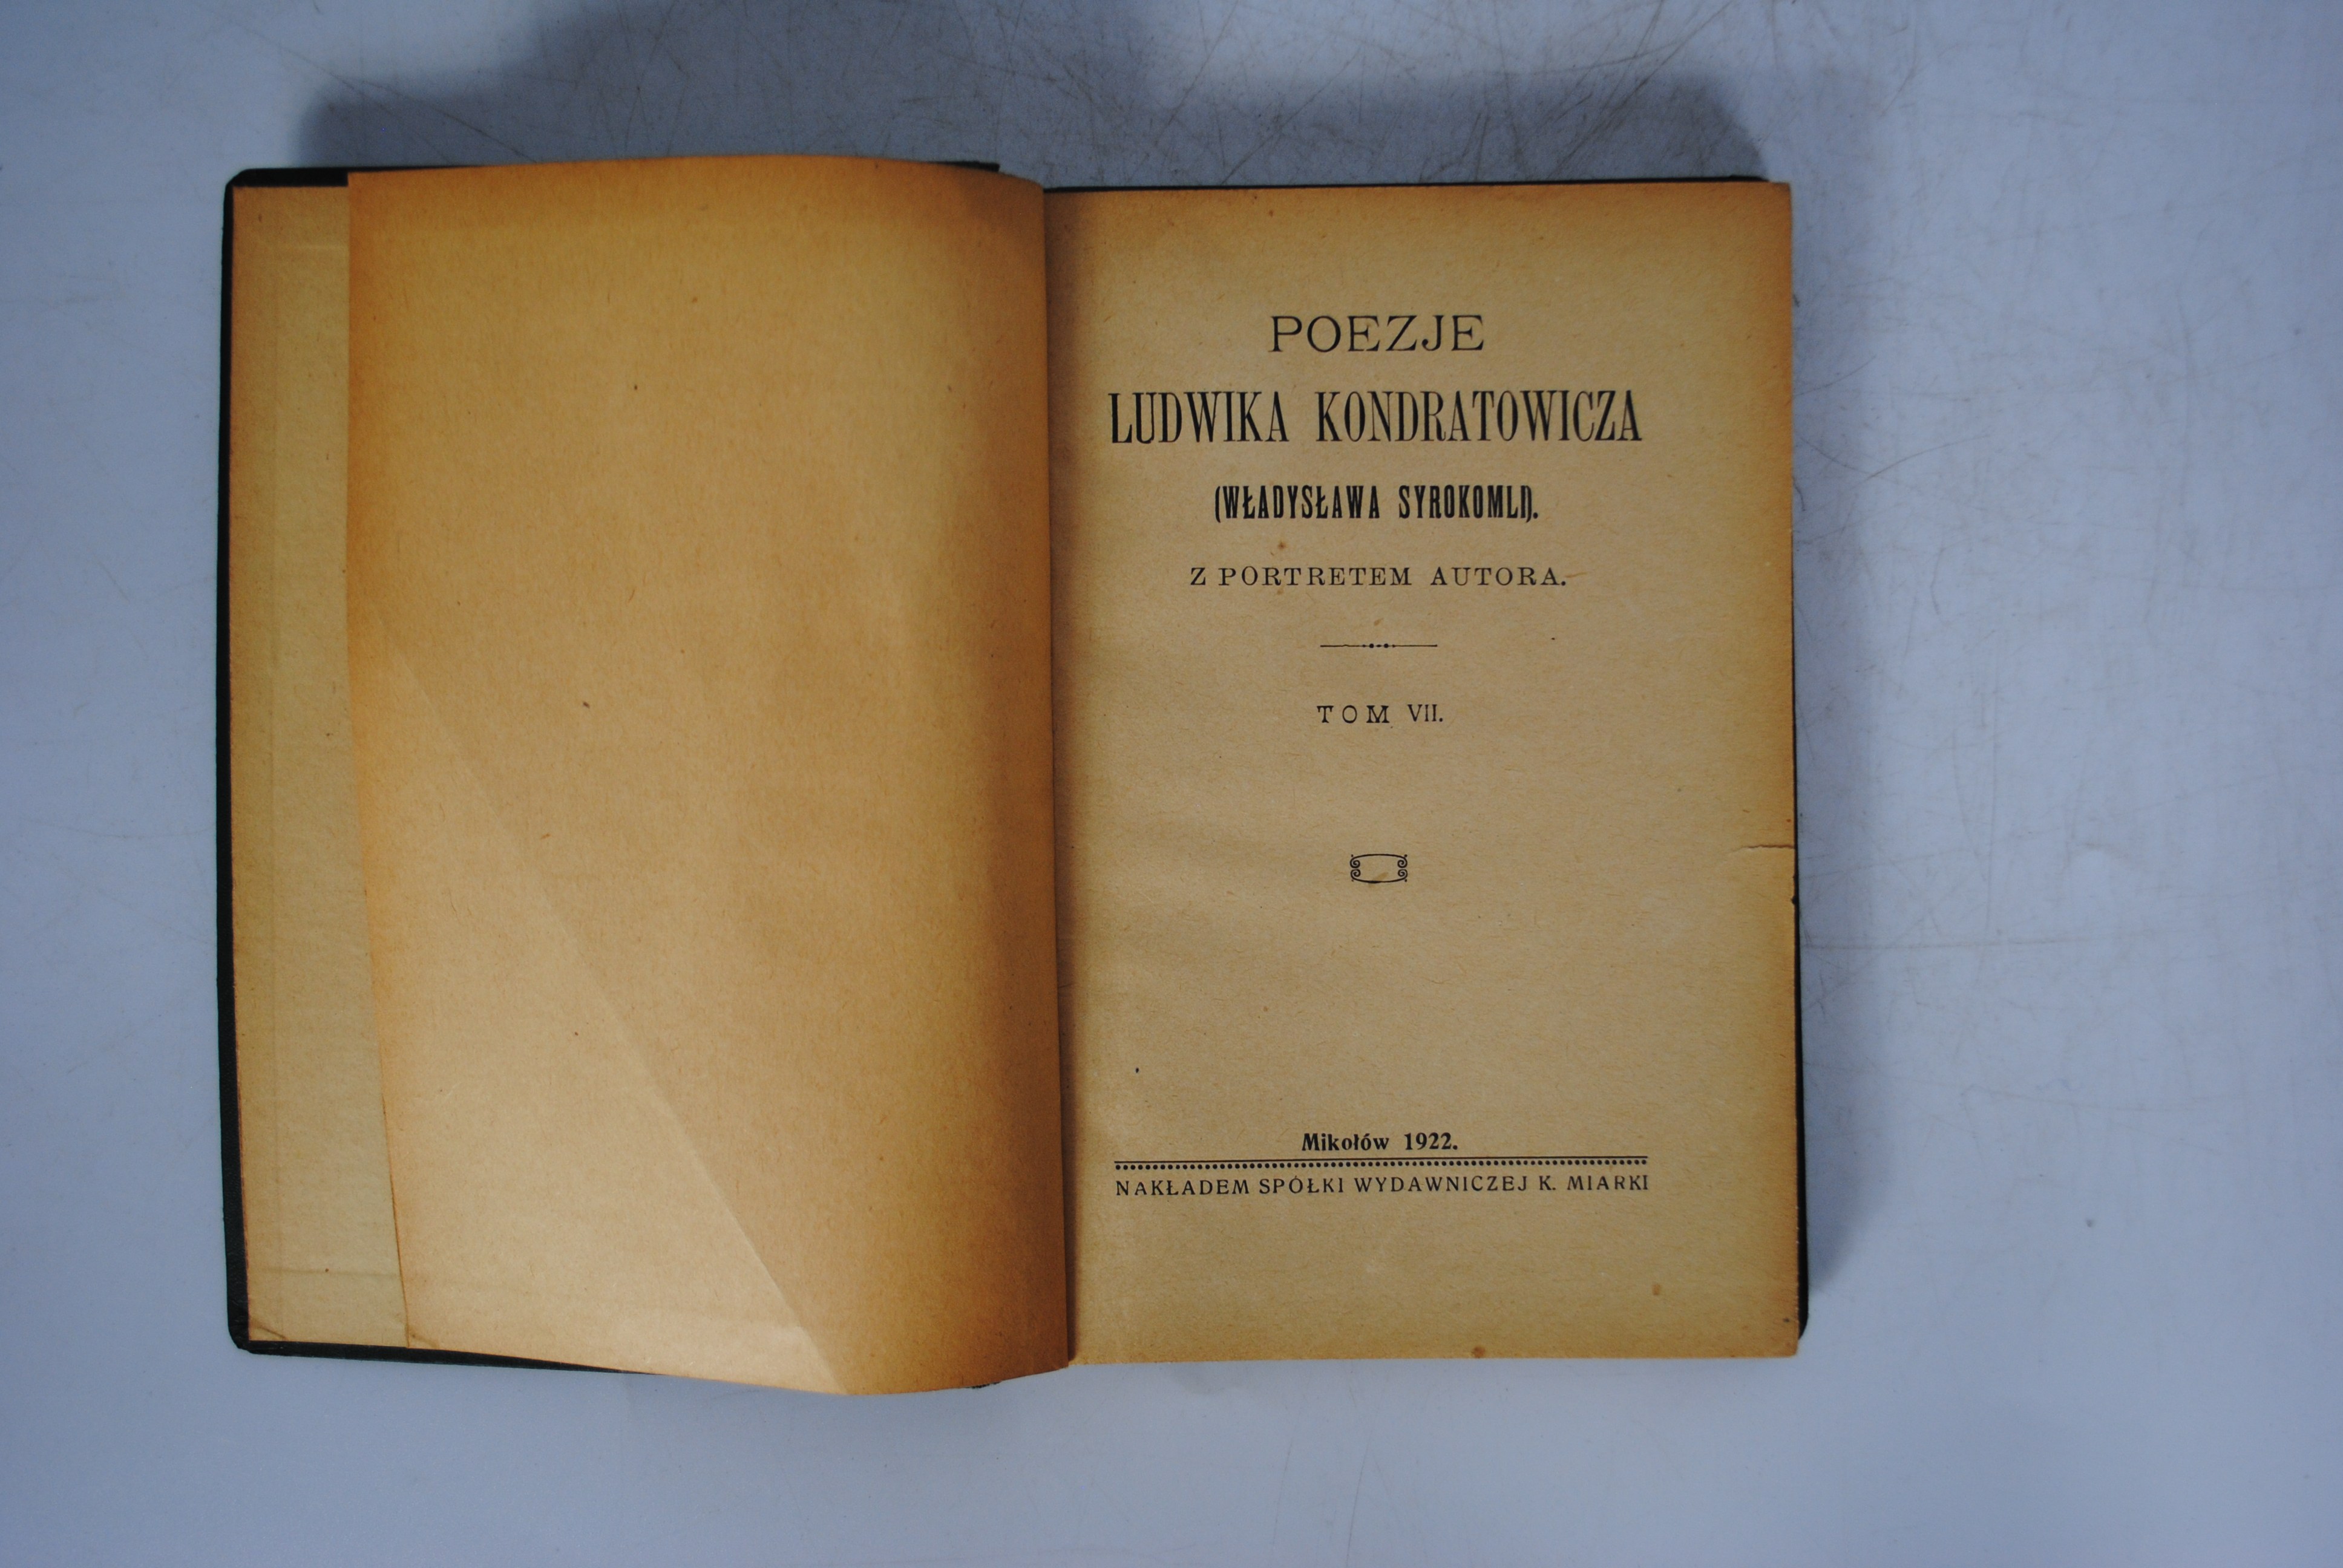 POEZJE
LUDWIKA KONDRATOWICZA
(WŁADYSŁAWA SYROKOMLI).
Z PORTRETEM AUTORA.
TOM VII.
Mikołów 1922.
NAKŁADEM SPÓŁKI WYDAWNICZEJ K. MIARKI